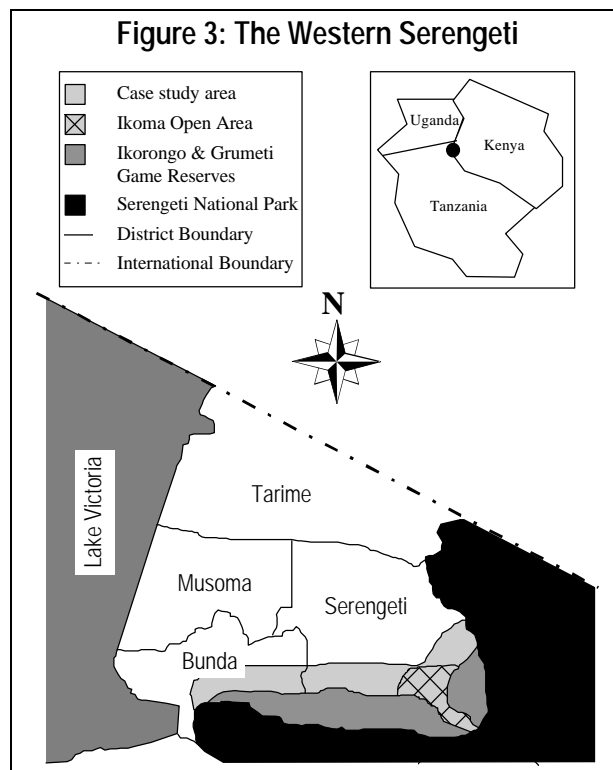 Figure 3: The Western Serengeti
Case study area
Ikoma Open Area
Ikorongo & Grumeti
Game Reserves
Serengeti National Park
District Boundary
International Boundary
Uganda
Kenya
Tanzania
N
Lake Victoria
Tarime
Musoma
Serengeti
Bunda